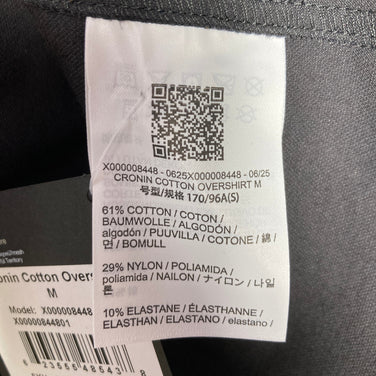 X000008448 - 0625X000008448 - 06/25
CRONIN COTTON OVERSHIRT M
号型/规格 170/96A(S)
61% COTTON / COTON /
BAUMWOLLE / ALGODÃO /
algodón / PUUVILLA / COTONE / 綿 /
면 / BOMULL
29% NYLON / POLIAMIDA /
poliamida / NAILON / ナイロン / 나일
론
10% ELASTANE / ÉLASTHANNE /
ELASTHAN / ELASTANO / elastano /
ronin Cotton Overs
M
Model: X000008448
X00000844801